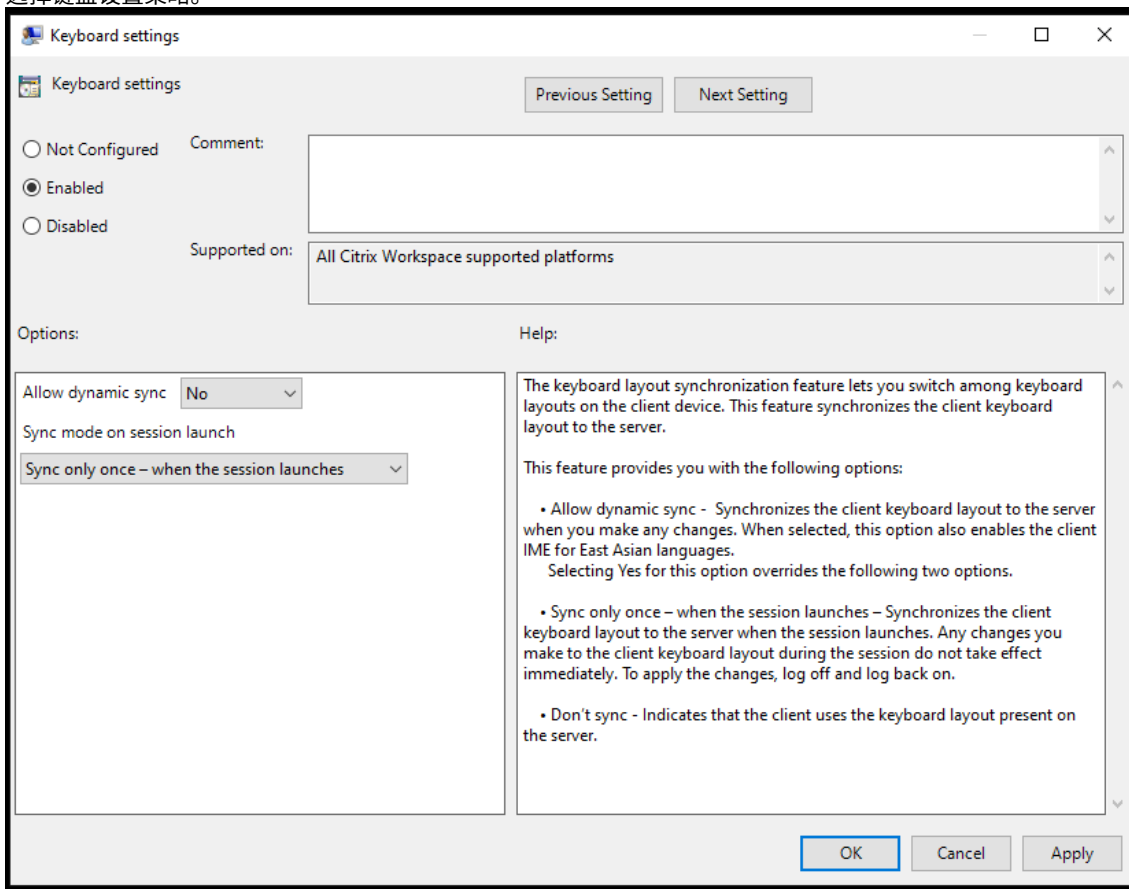 选择键盘设置策略。
Keyboard settings
Keyboard settings
Previous Setting
Next Setting
Not Configured
Comment:
Enabled
Disabled
Supported on:
All Citrix Workspace supported platforms
Options:
Help:
Allow dynamic sync
No
Sync mode on session launch
Sync only once – when the session launches
The keyboard layout synchronization feature lets you switch among keyboard
layouts on the client device. This feature synchronizes the client keyboard
layout to the server.
This feature provides you with the following options:
• Allow dynamic sync - Synchronizes the client keyboard layout to the server
when you make any changes. When selected, this option also enables the client
IME for East Asian languages.
Selecting Yes for this option overrides the following two options.
• Sync only once – when the session launches – Synchronizes the client
keyboard layout to the server when the session launches. Any changes you
make to the client keyboard layout during the session do not take effect
immediately. To apply the changes, log off and log back on.
• Don't sync - Indicates that the client uses the keyboard layout present on
the server.
OK
Cancel
Apply